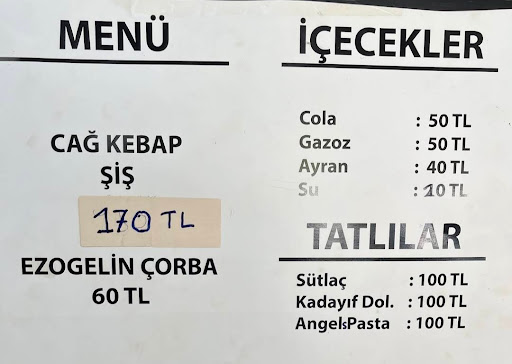 MENÜ
CAĞ KEBAP
ŞİŞ
170 TL
EZOGELİN ÇORBA
60 TL
İÇECEKLER
Cola : 50 TL
Gazoz : 50 TL
Ayran : 40 TL
Su : 10 TL
TATLILAR
Sütlaç : 100 TL
Kadayıf Dol. : 100 TL
AngelsPasta : 100 TL